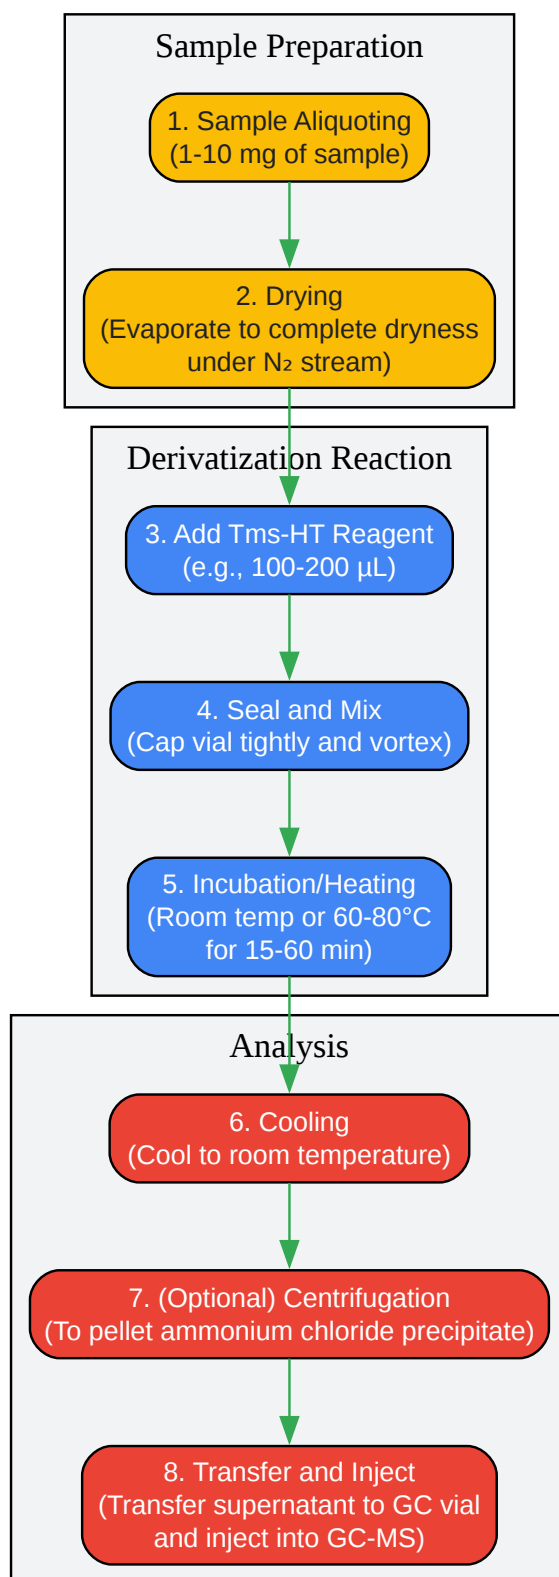 Sample Preparation
1. Sample Aliquoting
(1-10 mg of sample)
2. Drying
(Evaporate to complete dryness
under N₂ stream)
Derivatization Reaction
3. Add Tms-HT Reagent
(e.g., 100-200 µL)
4. Seal and Mix
(Cap vial tightly and vortex)
5. Incubation/Heating
(Room temp or 60-80°C
for 15-60 min)
Analysis
6. Cooling
(Cool to room temperature)
7. (Optional) Centrifugation
(To pellet ammonium chloride precipitate)
8. Transfer and Inject
(Transfer supernatant to GC vial
and inject into GC-MS)